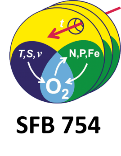 t
T,S,ν N,P,Fe
O₂
SFB 754